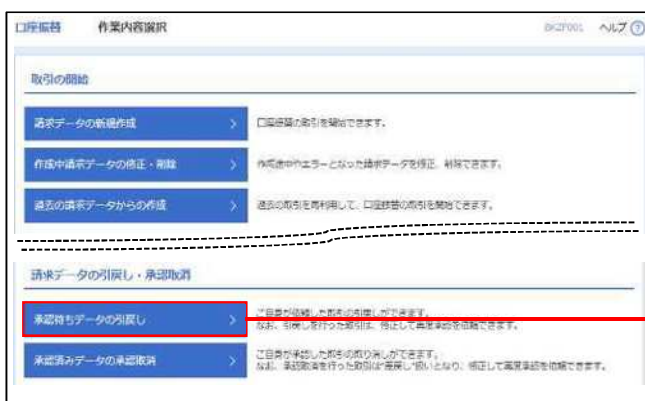 口座振替 作業内容選択 BKZF001 ヘルプ ?
取引の開始
請求データの新規作成 口座振替の取引を開始できます。
作成中請求データの修正・削除 作成途中やエラーとなった請求データを修正、削除できます。
過去の請求データからの作成 過去の取引を再利用して、口座振替の取引を開始できます。
請求データの引戻し・承認取消
承認待ちデータの引戻し ご自身が依頼した取引の引戻しができます。
なお、引戻しを行った取引は、修正して再度承認を依頼できます。
承認済みデータの承認取消 ご自身が承認した取引の取り消しができます。
なお、承認取消を行った取引は"差戻し"扱いとなり、修正して再度承認を依頼できます。